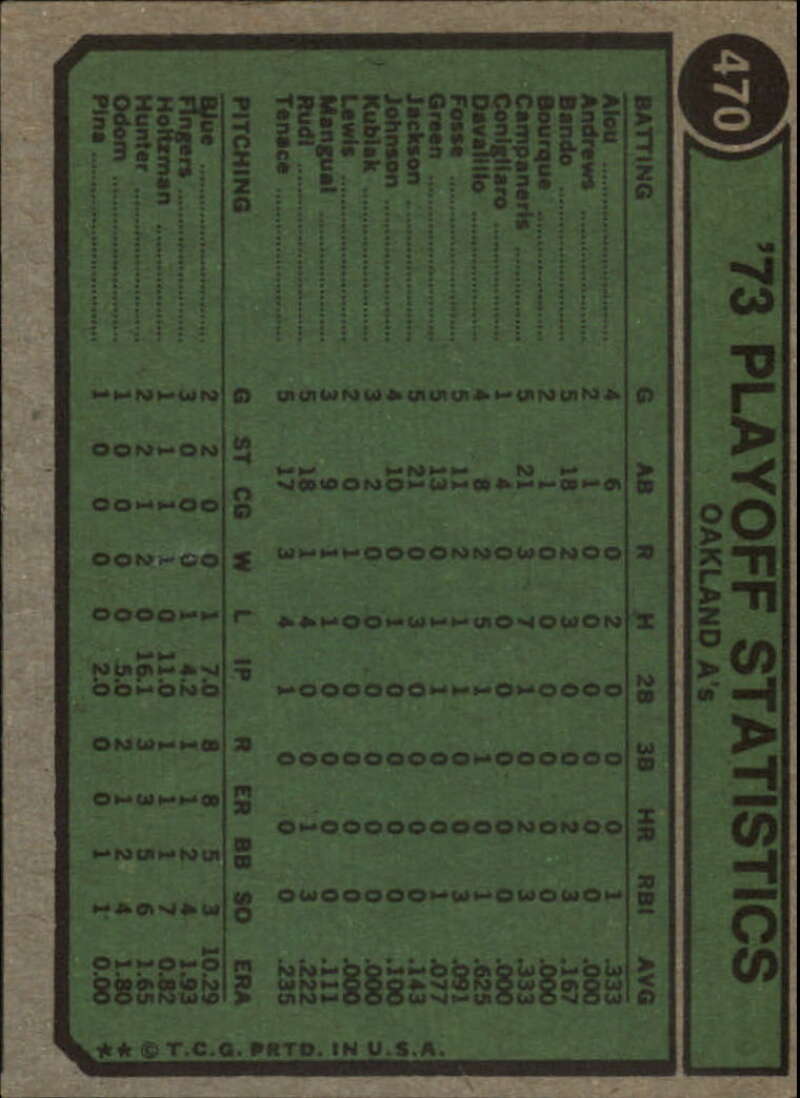 470
'73 PLAYOFF STATISTICS
OAKLAND A's
BATTING G AB R H 2B 3B HR RBI AVG
Alou 4 6 0 2 0 0 0 1 .333
Andrews 2 1 0 0 0 0 0 0 .000
Bando 5 18 2 3 0 0 2 3 .167
Bourque 2 1 0 0 0 0 0 0 .000
Campaneris 5 21 3 7 1 0 2 3 .333
Conigliaro 1 4 0 0 0 0 0 0 .000
Davalillo 4 8 2 5 1 1 0 1 .625
Fosse 5 11 2 1 1 0 0 3 .091
Green 5 13 0 1 1 0 0 1 .077
Jackson 5 21 0 3 0 0 0 0 .143
Johnson 4 10 0 1 0 0 0 0 .100
Kubiak 3 2 0 0 0 0 0 0 .000
Lewis 2 0 1 0 0 0 0 0 .000
Mangual 3 9 1 1 0 0 0 0 .111
Rudi 5 18 1 4 0 0 1 3 .222
Tenace 5 17 3 4 1 0 0 0 .235
PITCHING G ST CG W L IP R ER BB SO ERA
Blue 2 2 0 0 1 7.0 8 8 5 3 10.29
Fingers 3 0 0 0 1 4.2 1 1 2 4 1.93
Holtzman 1 1 1 1 0 11.0 1 1 1 7 0.82
Hunter 2 2 1 2 0 16.1 3 3 5 6 1.65
Odom 1 0 0 0 0 5.0 2 1 2 4 1.80
Pina 1 0 0 0 0 2.0 0 0 1 1 0.00
** © T.C.G. PRTD. IN U.S.A.